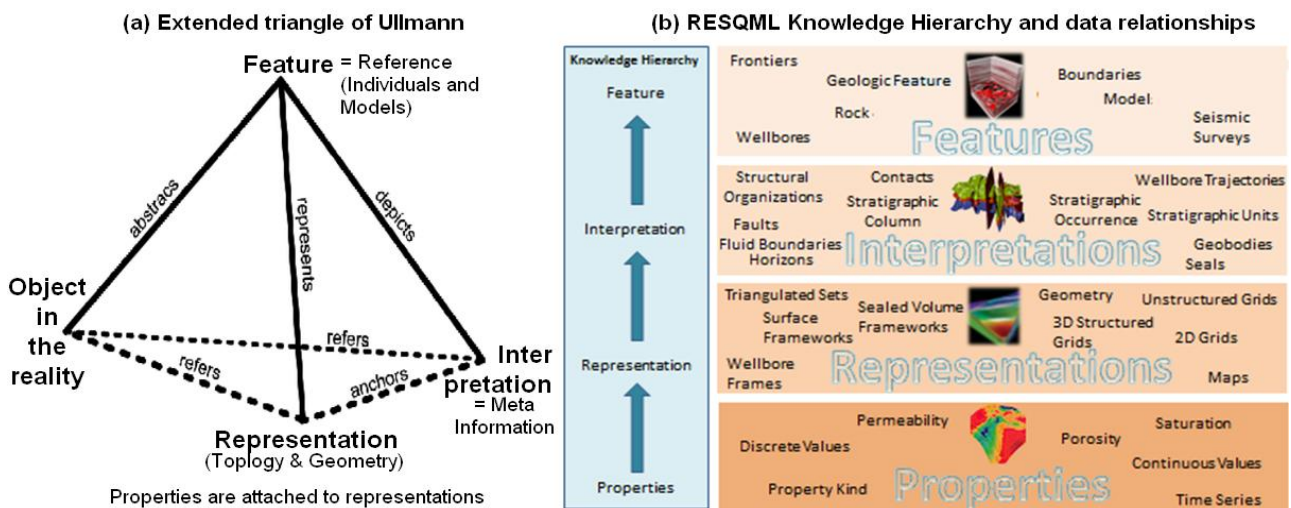 (a) Extended triangle of Ullmann
Feature = Reference
(Individuals and
Models)
abstracs
represents
depicts
Object
in
the
reality
refers
refers
anchors
Inter
pretation
= Meta
Information
Representation
(Toplogy & Geometry)
Properties are attached to representations
(b) RESQML Knowledge Hierarchy and data relationships
Knowledge Hierarchy
Feature
Interpretation
Representation
Properties
Frontiers
Geologic Feature
Boundaries
Model
Rock
Seismic
Surveys
Wellbores
Features
Structural
Organizations
Contacts
Wellbore Trajectories
Stratigraphic
Column
Stratigraphic
Occurrence
Stratigraphic Units
Faults
Fluid Boundaries
Horizons
Interpretations
Geobodies
Seals
Triangulated Sets
Surface
Frameworks
Sealed Volume
Frameworks
Geometry
Unstructured Grids
3D Structured
Grids
2D Grids
Wellbore
Frames
Representations
Maps
Permeability
Saturation
Discrete Values
Porosity
Continuous Values
Property Kind
Properties
Time Series